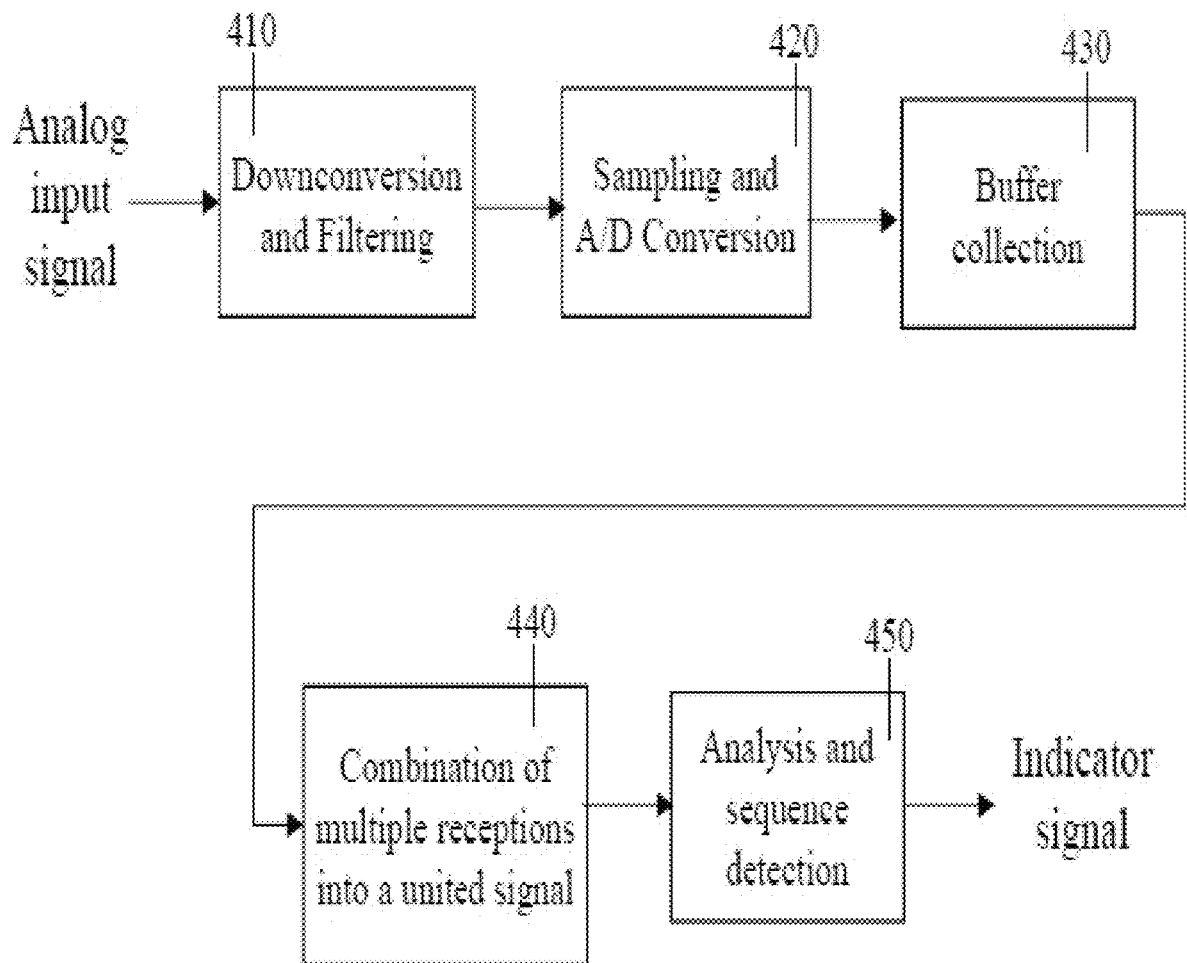 410
420
430
Analog
input
signal
Downconversion
and Filtering
Sampling and
A/D Conversion
Buffer
collection
440
450
Combination of
multiple receptions
into a united signal
Analysis and
sequence
detection
Indicator
signal